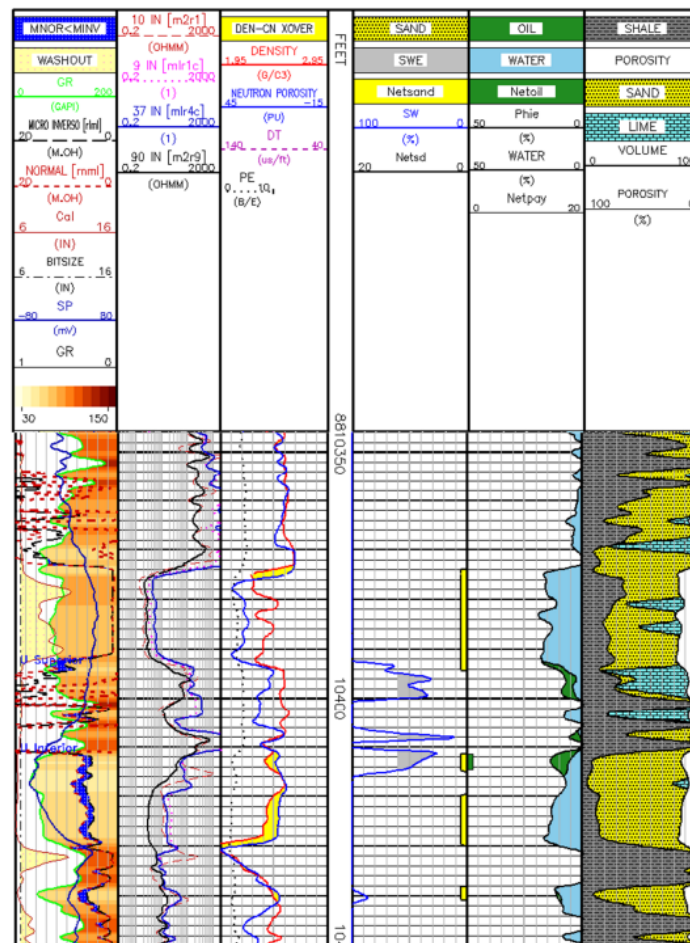 MNOR<MINV
WASHOUT
GR
0 200
(GAPI)
MICRO INVERSO [rlml]
20 0
(M.OH)
NORMAL [rnml]
20 0
(M.OH)
Cal
6 16
(IN)
BITSIZE
6 16
(IN)
SP
-80 80
(mV)
GR
1 0
30 150
10 IN [m2r1]
0.2 2000
(OHMM)
9 IN [mlr1c]
0.2 2000
(1)
37 IN [mlr4c]
0.2 2000
(1)
90 IN [m2r9]
0.2 2000
(OHMM)
DEN-CN XOVER
DENSITY
1.95 2.95
(G/C3)
NEUTRON POROSITY
45 -15
(PU)
DT
140 40
(us/ft)
PE
0 10
(B/E)
FEET
SAND
SWE
Netsand
SW
100 0
(%)
Netsd
20 0
OIL
WATER
Netoil
Phie
50 0
(%)
WATER
50 0
(%)
Netpay
0 20
SHALE
POROSITY
SAND
LIME
VOLUME
0 100
POROSITY
100 0
(%)
8810350
U Superior
10400
U Inferior